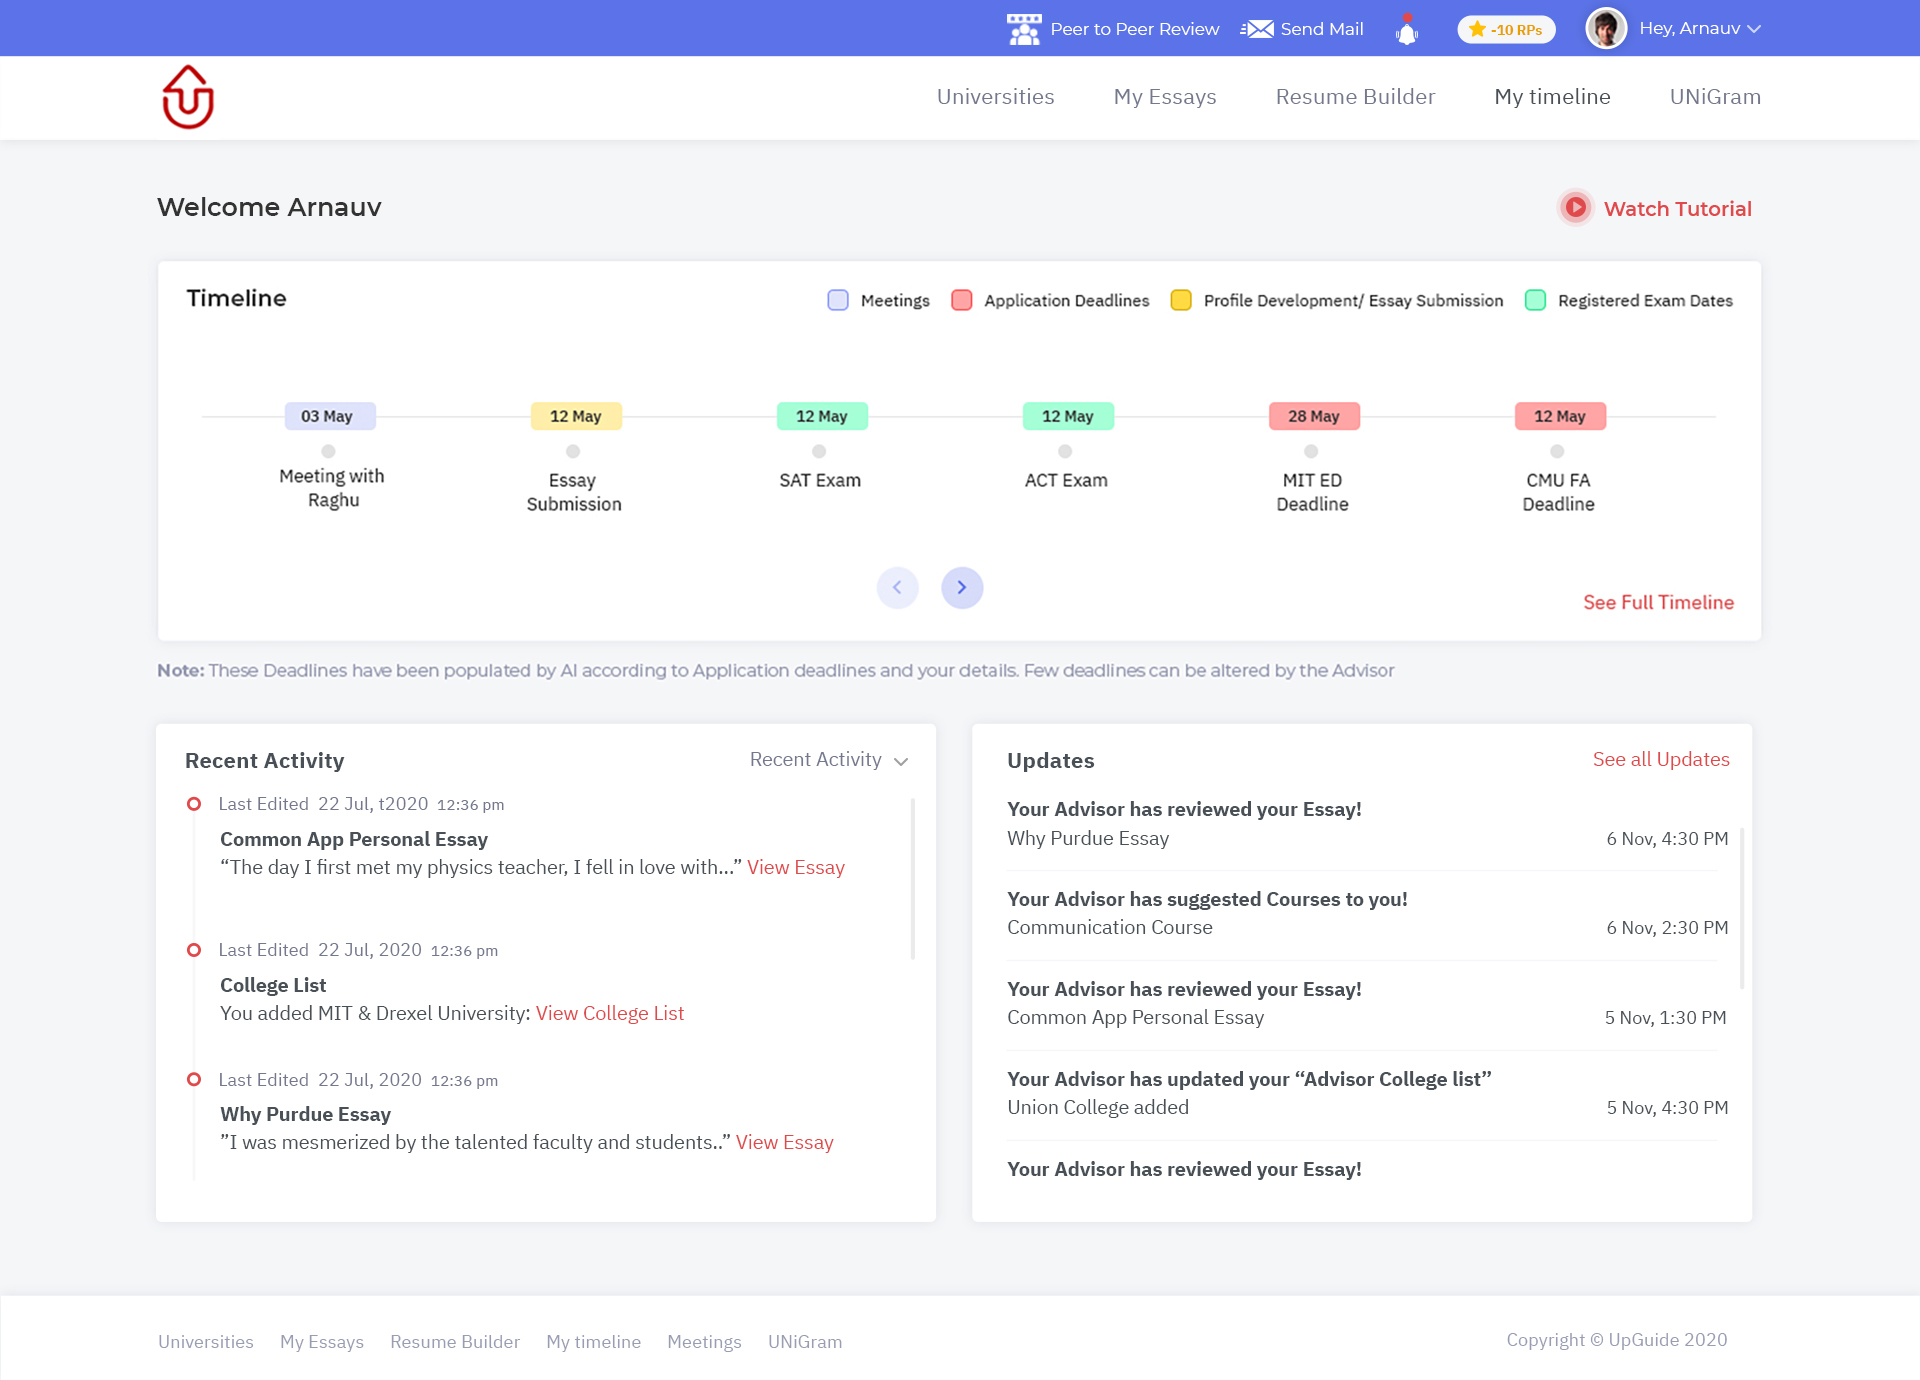 Peer to Peer Review Send Mail -10 RPs Hey, Arnauv
Universities My Essays Resume Builder My timeline UNiGram
Welcome Arnauv
Watch Tutorial
Timeline
Meetings Application Deadlines Profile Development/ Essay Submission Registered Exam Dates
03 May 12 May 12 May 12 May 28 May 12 May
Meeting with
Raghu
Essay
Submission
SAT Exam
ACT Exam
MIT ED
Deadline
CMU FA
Deadline
See Full Timeline
Note: These Deadlines have been populated by AI according to Application deadlines and your details. Few deadlines can be altered by the Advisor
Recent Activity Recent Activity
Last Edited 22 Jul, t2020 12:36 pm
Common App Personal Essay
“The day I first met my physics teacher, I fell in love with...” View Essay
Last Edited 22 Jul, 2020 12:36 pm
College List
You added MIT & Drexel University: View College List
Last Edited 22 Jul, 2020 12:36 pm
Why Purdue Essay
”I was mesmerized by the talented faculty and students..” View Essay
Updates See all Updates
Your Advisor has reviewed your Essay!
Why Purdue Essay 6 Nov, 4:30 PM
Your Advisor has suggested Courses to you!
Communication Course 6 Nov, 2:30 PM
Your Advisor has reviewed your Essay!
Common App Personal Essay 5 Nov, 1:30 PM
Your Advisor has updated your “Advisor College list”
Union College added 5 Nov, 4:30 PM
Your Advisor has reviewed your Essay!
Universities My Essays Resume Builder My timeline Meetings UNiGram
Copyright © UpGuide 2020